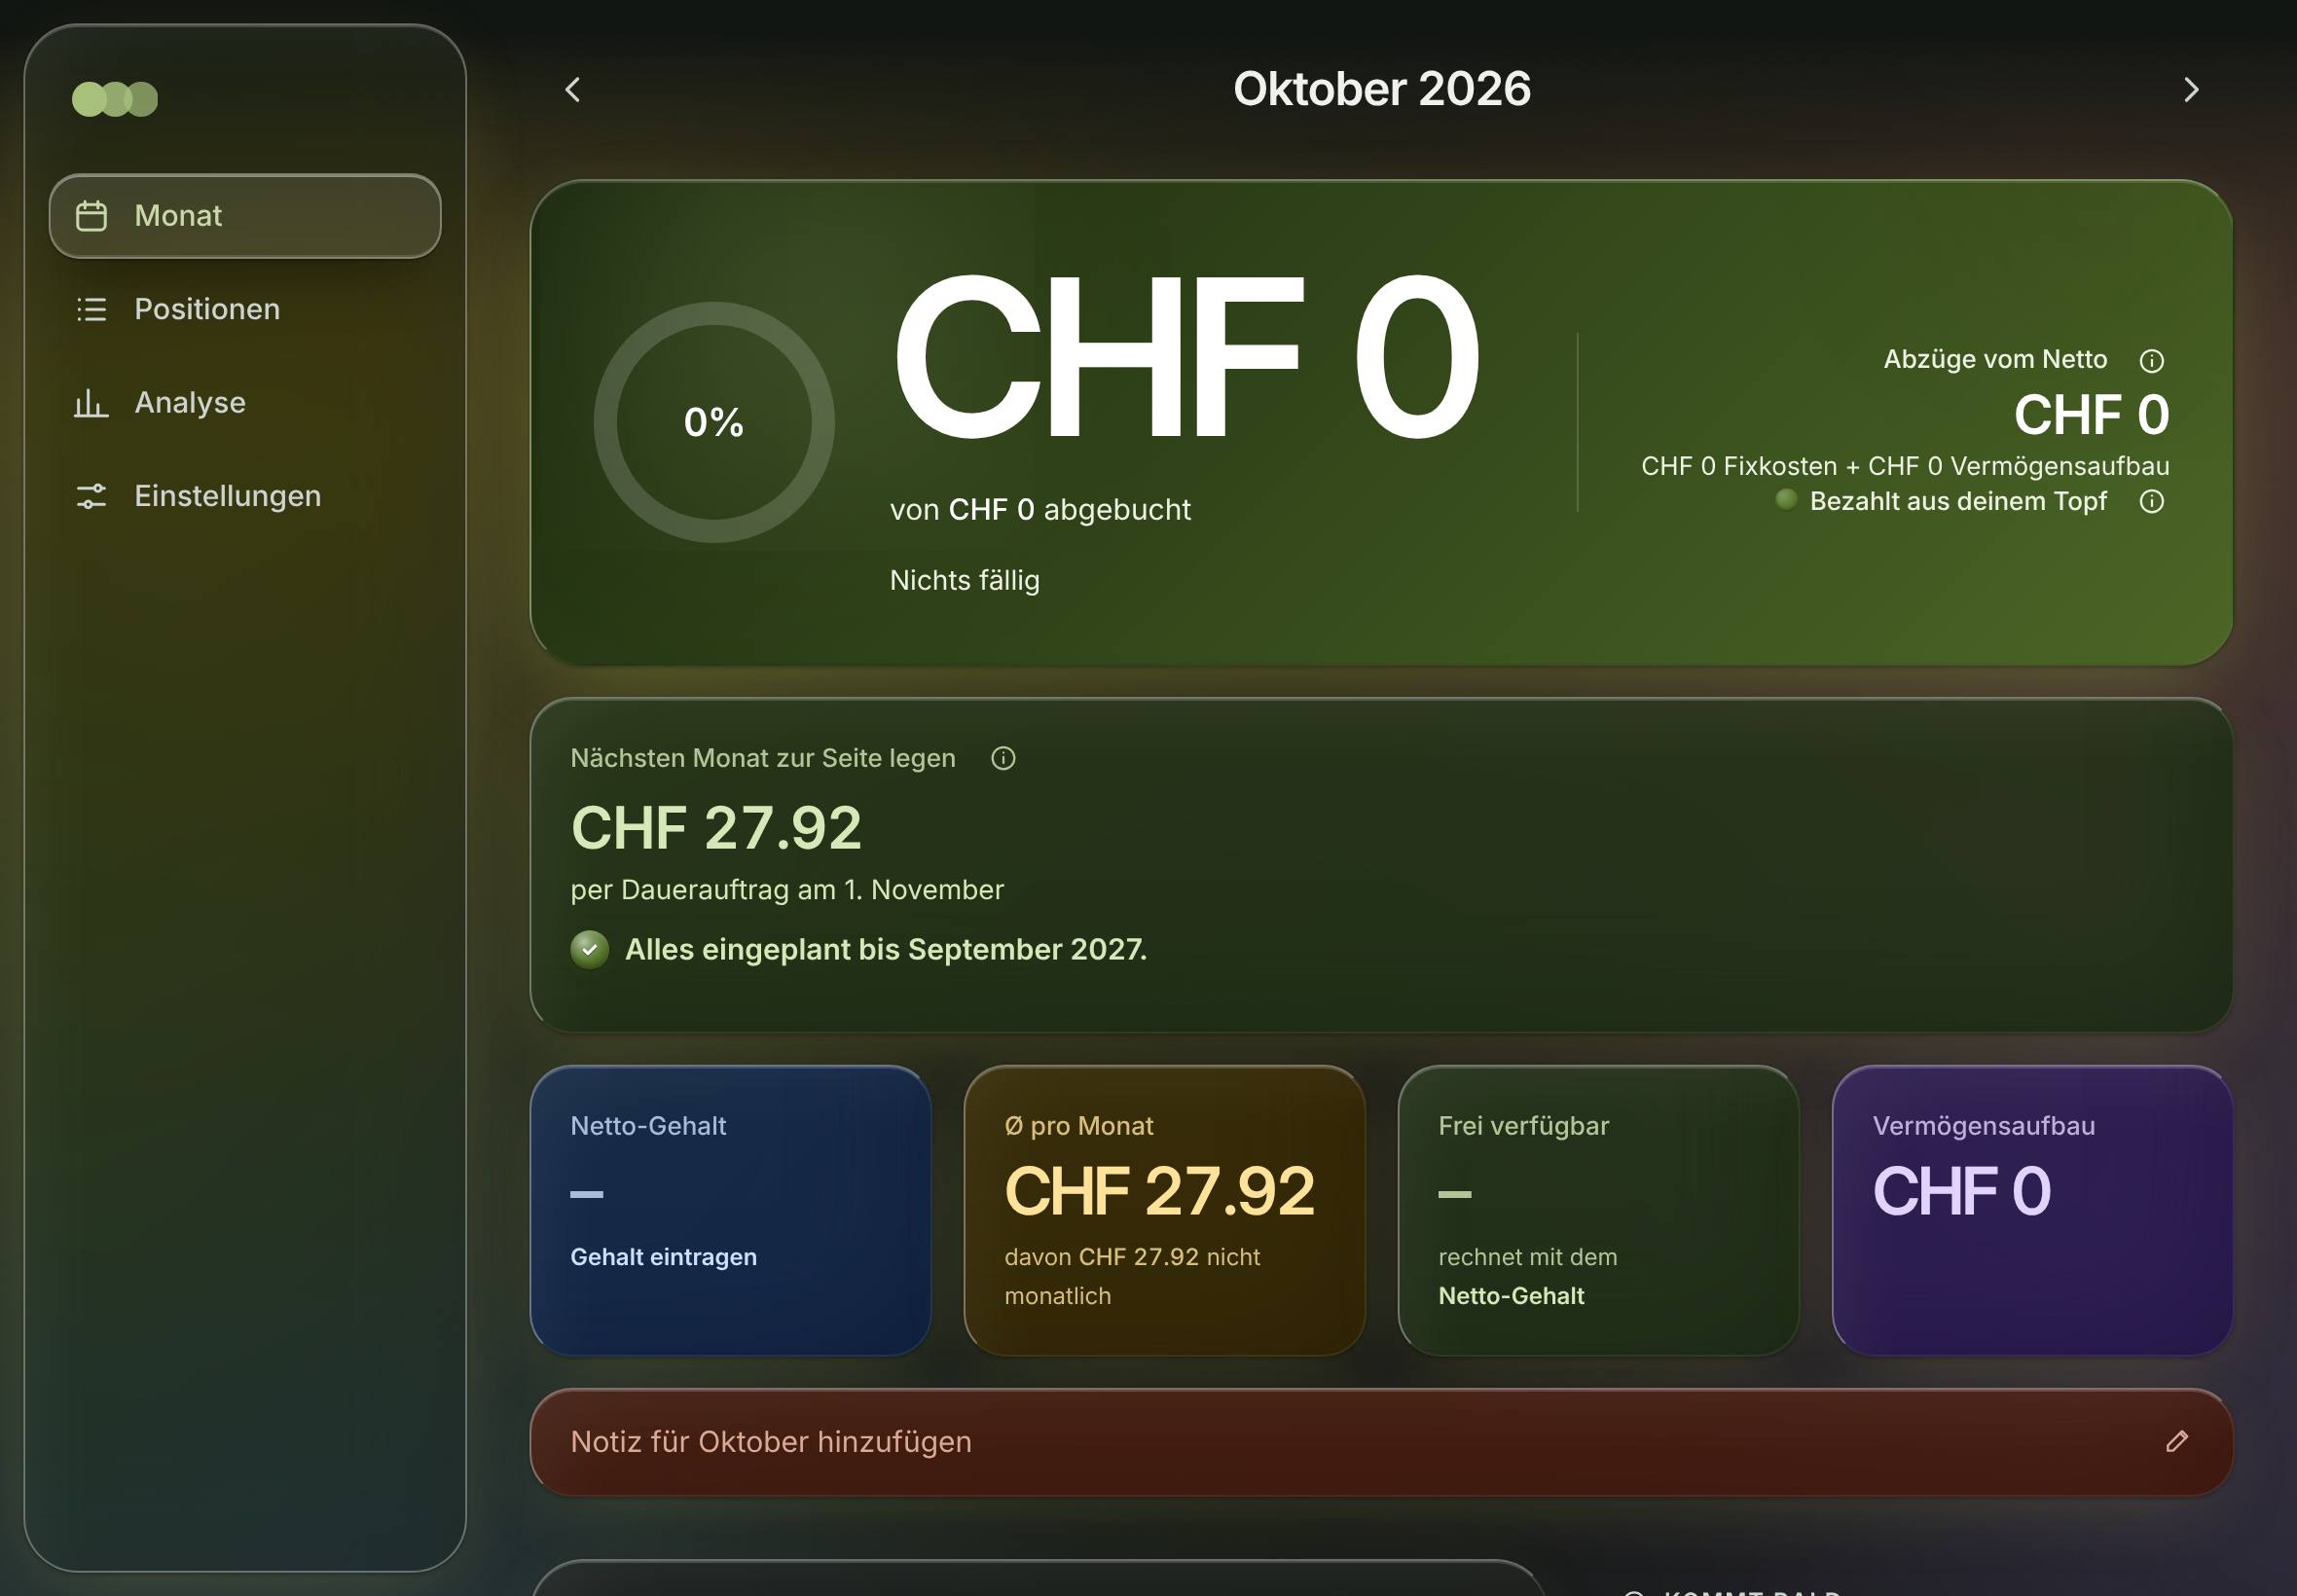 Oktober 2026
Monat
Positionen
Analyse
Einstellungen
0%
CHF 0
von CHF 0 abgebucht
Nichts fällig
Abzüge vom Netto
CHF 0
CHF 0 Fixkosten + CHF 0 Vermögensaufbau
Bezahlt aus deinem Topf
Nächsten Monat zur Seite legen
CHF 27.92
per Dauerauftrag am 1. November
Alles eingeplant bis September 2027.
Netto-Gehalt
–
Gehalt eintragen
Ø pro Monat
CHF 27.92
davon CHF 27.92 nicht
monatlich
Frei verfügbar
–
rechnet mit dem
Netto-Gehalt
Vermögensaufbau
CHF 0
Notiz für Oktober hinzufügen